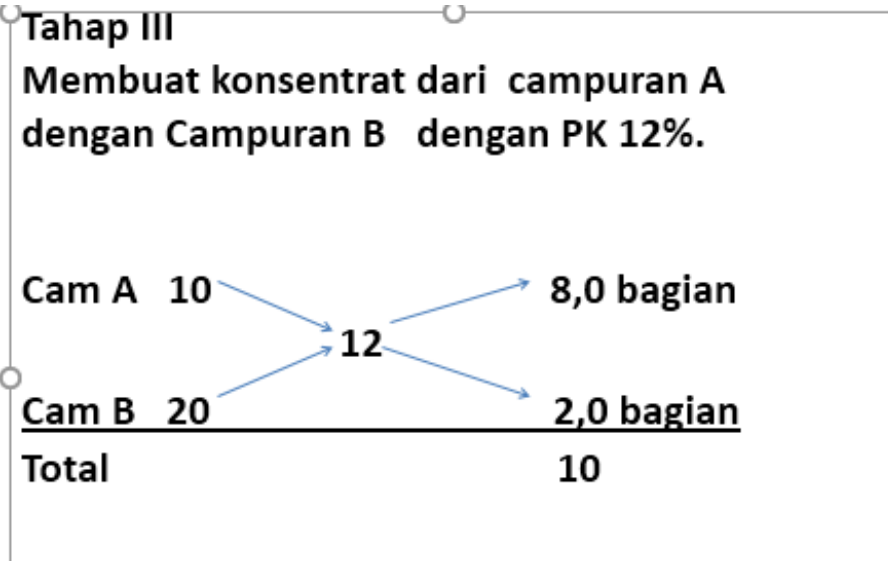 Tahap III
Membuat konsentrat dari campuran A
dengan Campuran B dengan PK 12%.
Cam A 10 8,0 bagian
12
Cam B 20 2,0 bagian
Total 10